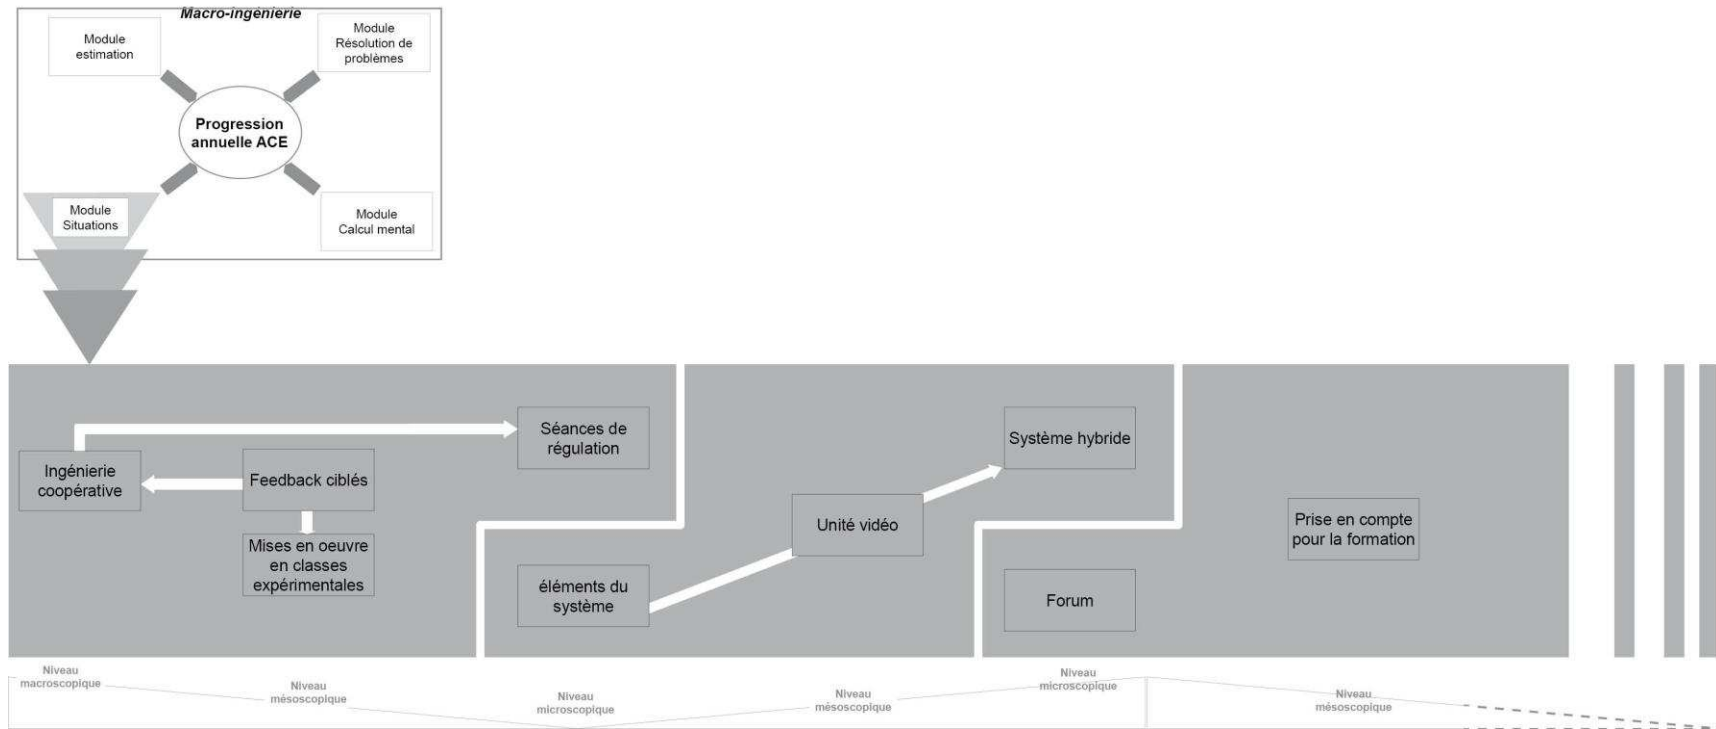 Macro-ingénierie
Module
estimation
Module
Résolution de
problèmes
Progression
annuelle ACE
Module
Situations
Module
Calcul mental
Séances de
régulation
Système hybride
Ingénierie
coopérative
Feedback ciblés
Unité vidéo
Prise en compte
pour la formation
Mises en oeuvre
en classes
expérimentales
éléments du
système
Forum
Niveau
macroscopique
Niveau
mésoscopique
Niveau
microscopique
Niveau
mésoscopique
Niveau
microscopique
Niveau
mésoscopique